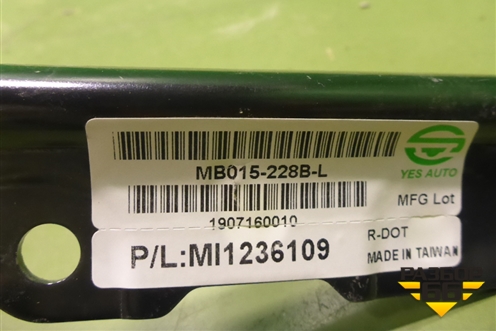 MB015-228B-L
YES AUTO
MFG Lot
1907160010
P/L:MI1236109
R-DOT
MADE IN TAIWAN